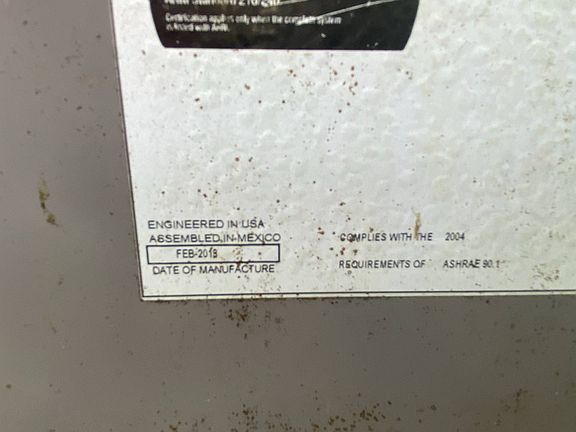 Certification applies only when the complete system
is listed with AHRI.
ENGINEERED IN USA
ASSEMBLED IN MEXICO
FEB-2018
DATE OF MANUFACTURE
COMPLIES WITH THE 2004
REQUIREMENTS OF ASHRAE 90.1